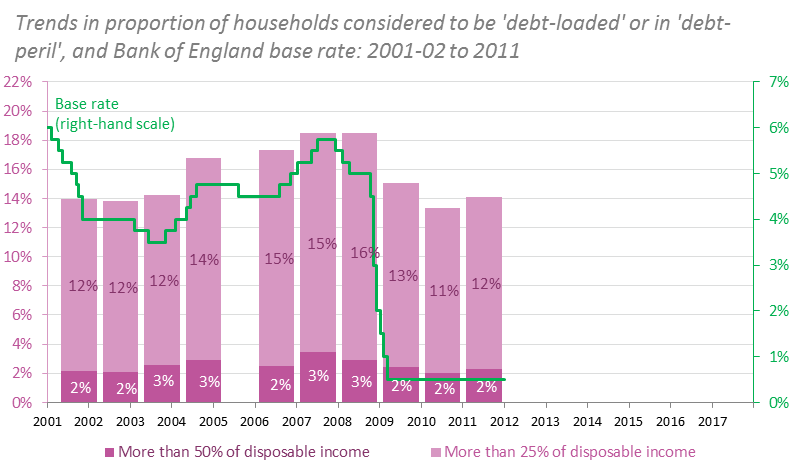 Trends in proportion of households considered to be 'debt-loaded' or in 'debt-
peril', and Bank of England base rate: 2001-02 to 2011
22% 7%
Base rate
(right-hand scale)
20%
6%
18%
16%
5%
14%
4%
12%
10%
3%
8%
2%
6%
4%
1%
2%
0% 0%
12% 12% 12% 14% 15% 15% 16% 13% 11% 12%
2% 2% 3% 3% 2% 3% 3% 2% 2% 2%
2001 2002 2003 2004 2005 2006 2007 2008 2009 2010 2011 2012 2013 2014 2015 2016 2017
More than 50% of disposable income More than 25% of disposable income